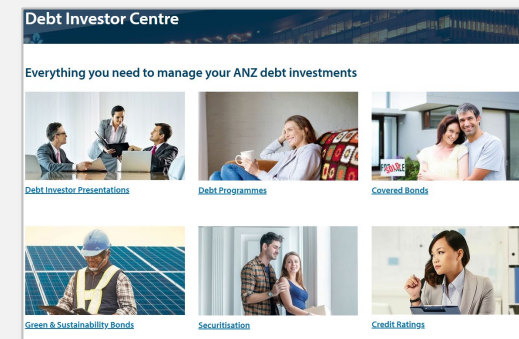 Debt Investor Centre
Everything you need to manage your ANZ debt investments
Debt Investor Presentations
Debt Programmes
Covered Bonds
Green & Sustainability Bonds
Securitisation
Credit Ratings